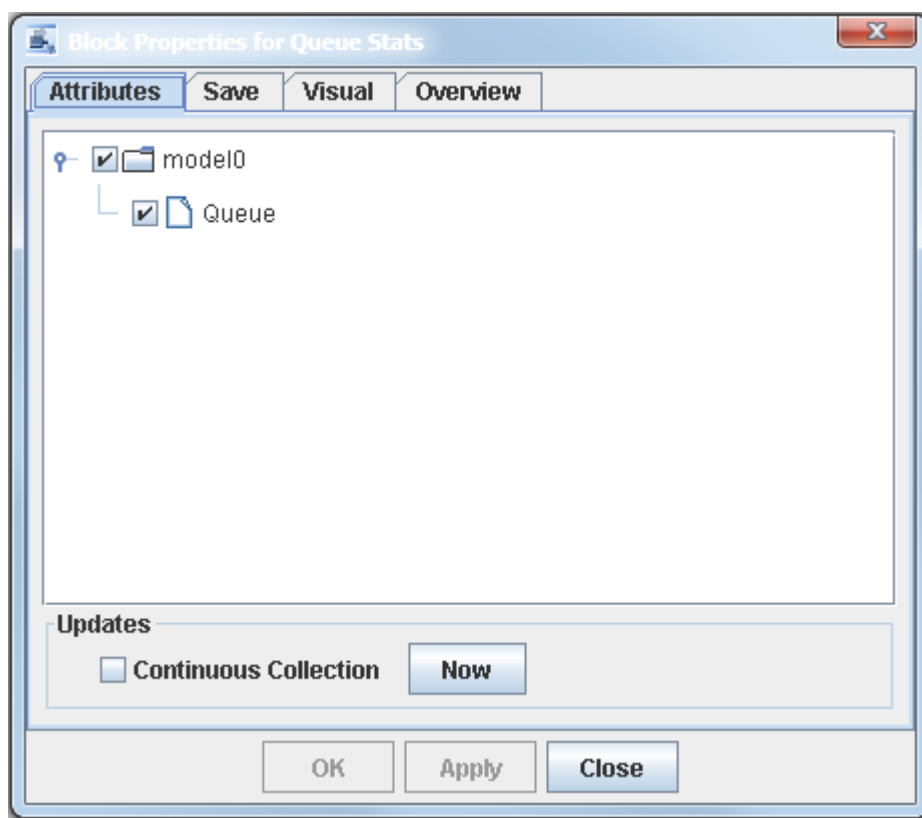 Block Properties for Queue Stats
Attributes Save Visual Overview
model0
Queue
Updates
Continuous Collection Now
OK Apply Close